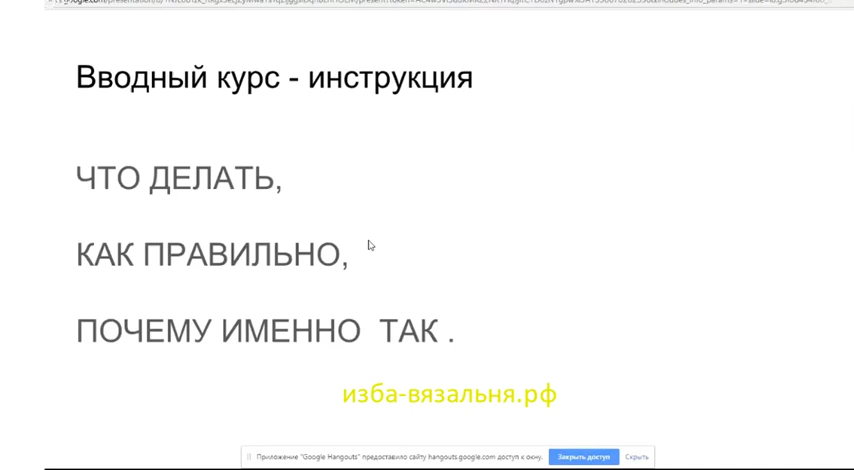 Вводный курс - инструкция
ЧТО ДЕЛАТЬ,
КАК ПРАВИЛЬНО,
ПОЧЕМУ ИМЕННО ТАК .
изба-вязальня.рф
Приложение "Google Hangouts" предоставило сайту hangouts.google.com доступ к окну. Закрыть доступ Скрыть